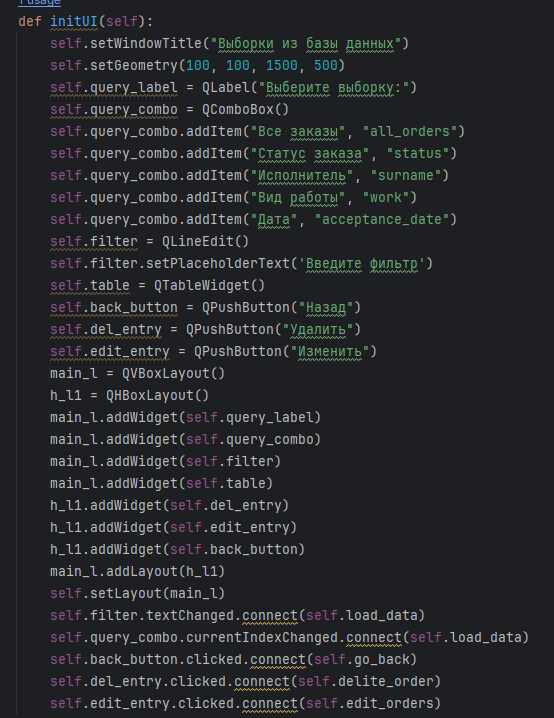 1 usage
def initUI(self):
    self.setWindowTitle("Выборки из базы данных")
    self.setGeometry(100, 100, 1500, 500)
    self.query_label = QLabel("Выберите выборку:")
    self.query_combo = QComboBox()
    self.query_combo.addItem("Все заказы", "all_orders")
    self.query_combo.addItem("Статус заказа", "status")
    self.query_combo.addItem("Исполнитель", "surname")
    self.query_combo.addItem("Вид работы", "work")
    self.query_combo.addItem("Дата", "acceptance_date")
    self.filter = QLineEdit()
    self.filter.setPlaceholderText('Введите фильтр')
    self.table = QTableWidget()
    self.back_button = QPushButton("Назад")
    self.del_entry = QPushButton("Удалить")
    self.edit_entry = QPushButton("Изменить")
    main_l = QVBoxLayout()
    h_l1 = QHBoxLayout()
    main_l.addWidget(self.query_label)
    main_l.addWidget(self.query_combo)
    main_l.addWidget(self.filter)
    main_l.addWidget(self.table)
    h_l1.addWidget(self.del_entry)
    h_l1.addWidget(self.edit_entry)
    h_l1.addWidget(self.back_button)
    main_l.addLayout(h_l1)
    self.setLayout(main_l)
    self.filter.textChanged.connect(self.load_data)
    self.query_combo.currentIndexChanged.connect(self.load_data)
    self.back_button.clicked.connect(self.go_back)
    self.del_entry.clicked.connect(self.delite_order)
    self.edit_entry.clicked.connect(self.edit_orders)